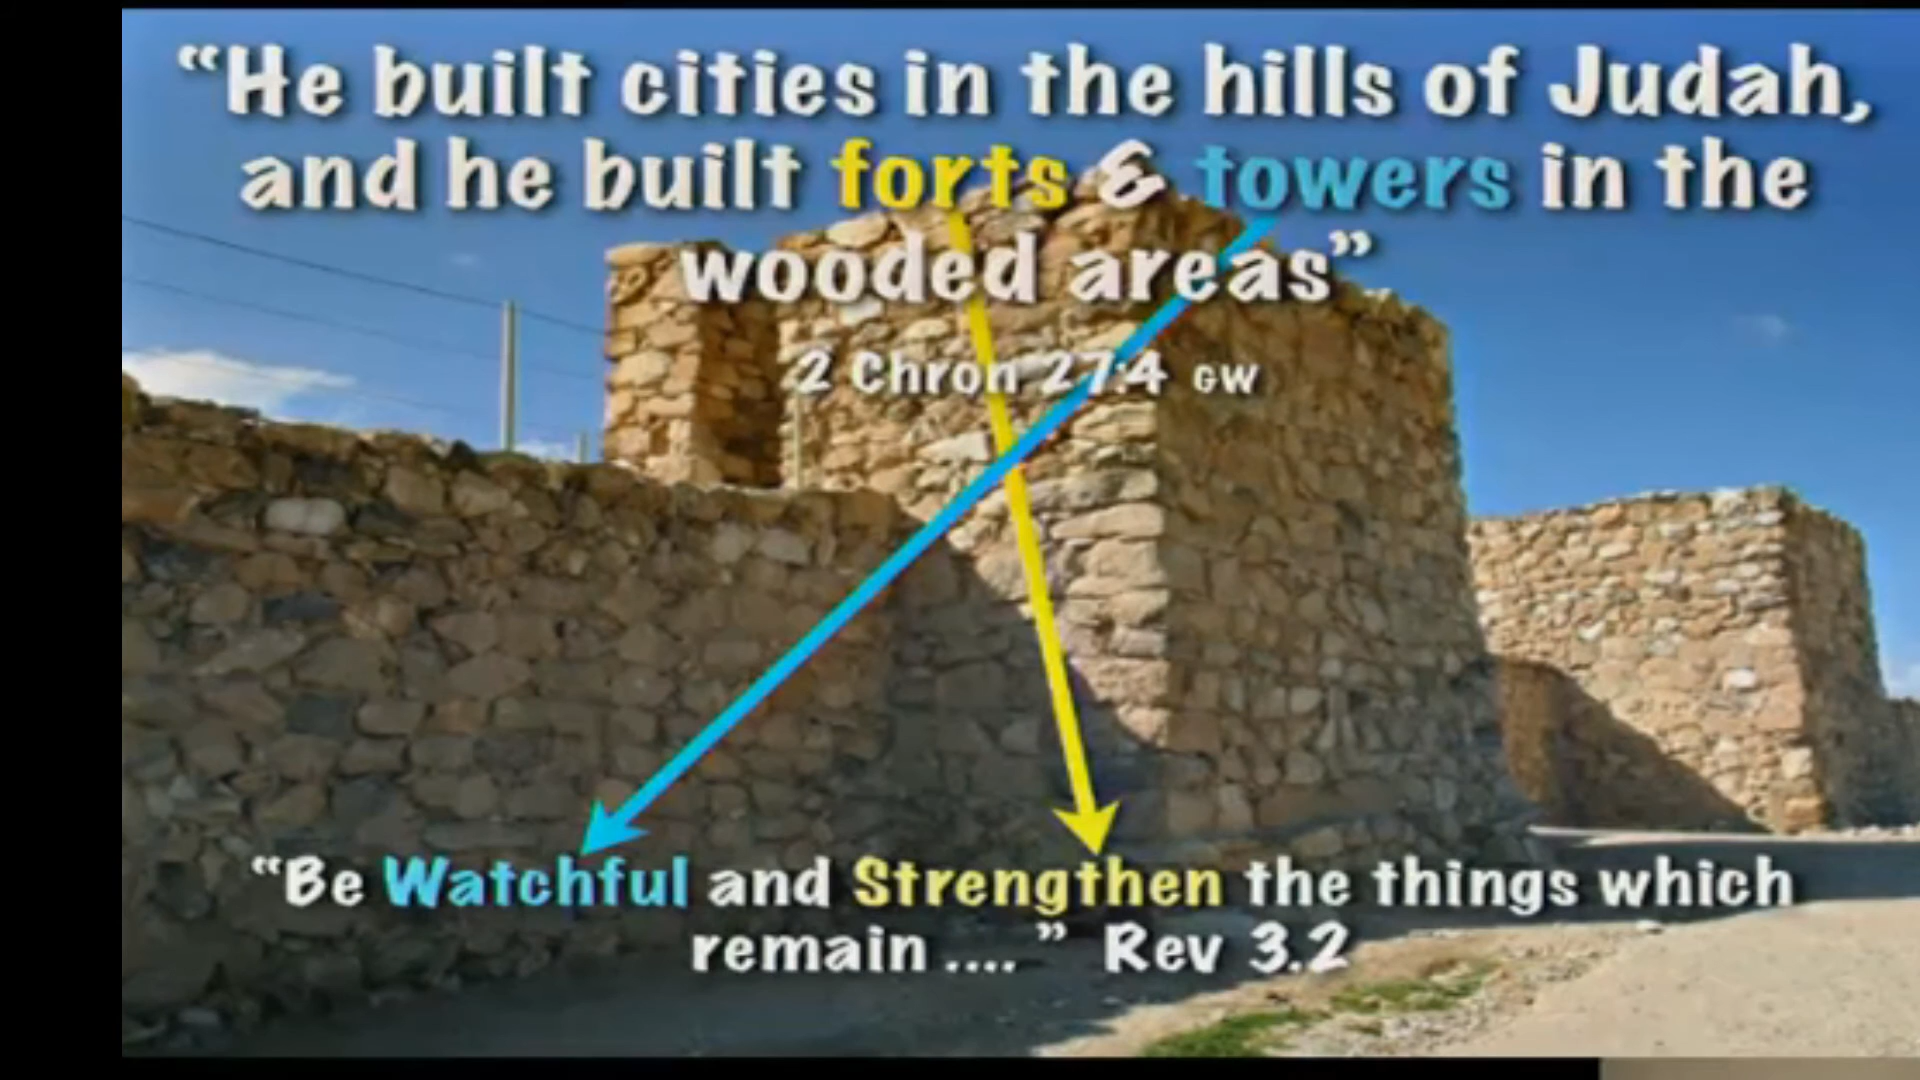 “He built cities in the hills of Judah,
and he built forts & towers in the
wooded areas”
2 Chron 27:4 GW
“Be Watchful and Strengthen the things which
remain ....” Rev 3.2